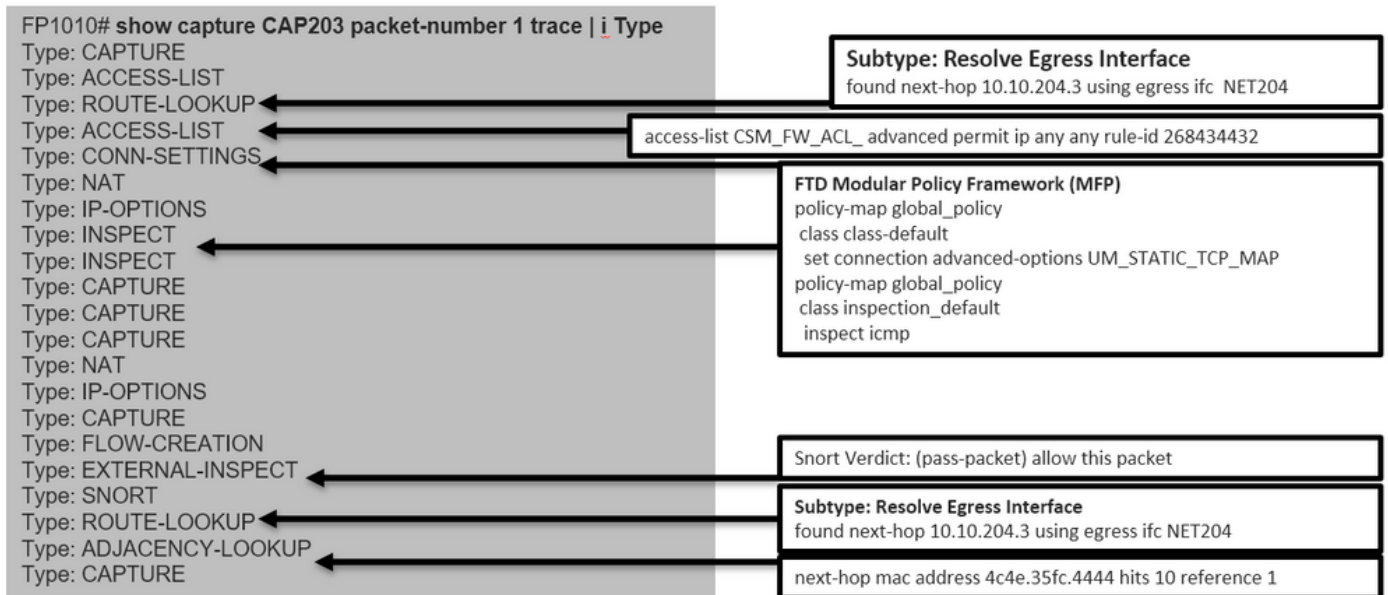 FP1010# show capture CAP203 packet-number 1 trace | i Type
Type: CAPTURE
Type: ACCESS-LIST
Type: ROUTE-LOOKUP
Type: ACCESS-LIST
Type: CONN-SETTINGS
Type: NAT
Type: IP-OPTIONS
Type: INSPECT
Type: INSPECT
Type: CAPTURE
Type: CAPTURE
Type: CAPTURE
Type: NAT
Type: IP-OPTIONS
Type: CAPTURE
Type: FLOW-CREATION
Type: EXTERNAL-INSPECT
Type: SNORT
Type: ROUTE-LOOKUP
Type: ADJACENCY-LOOKUP
Type: CAPTURE
Subtype: Resolve Egress Interface
found next-hop 10.10.204.3 using egress ifc NET204
access-list CSM_FW_ACL_ advanced permit ip any any rule-id 268434432
FTD Modular Policy Framework (MFP)
policy-map global_policy
class class-default
set connection advanced-options UM_STATIC_TCP_MAP
policy-map global_policy
class inspection_default
inspect icmp
Snort Verdict: (pass-packet) allow this packet
Subtype: Resolve Egress Interface
found next-hop 10.10.204.3 using egress ifc NET204
next-hop mac address 4c4e.35fc.4444 hits 10 reference 1